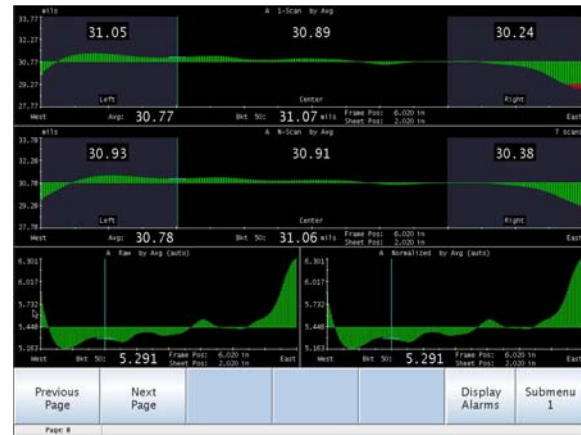 mils A 1-Scan by Avg
33.77
32.27
30.77
29.27
27.77
31.05 30.89 30.24
Left Center Right
West Avg: 30.77 Bkt 50: 31.07 mils Frame Pos: 6.020 in East
Sheet Pos: 2.020 in
mils A N-Scan by Avg 7 scans
33.78
32.28
30.78
29.28
27.78
30.93 30.91 30.38
Left Center Right
West Avg: 30.78 Bkt 50: 31.06 mils Frame Pos: 6.020 in East
Sheet Pos: 2.020 in
A Raw by Avg (auto)
6.301
6.017
5.732
5.448
5.163
West Bkt 50: 5.291 Frame Pos: 6.020 in East
Sheet Pos: 2.020 in
A Normalized by Avg (auto)
6.301
6.017
5.732
5.448
5.163
West Bkt 50: 5.291 Frame Pos: 6.020 in East
Sheet Pos: 2.020 in
Previous Page
Next Page
Display Alarms
Submenu 1
Page: 8